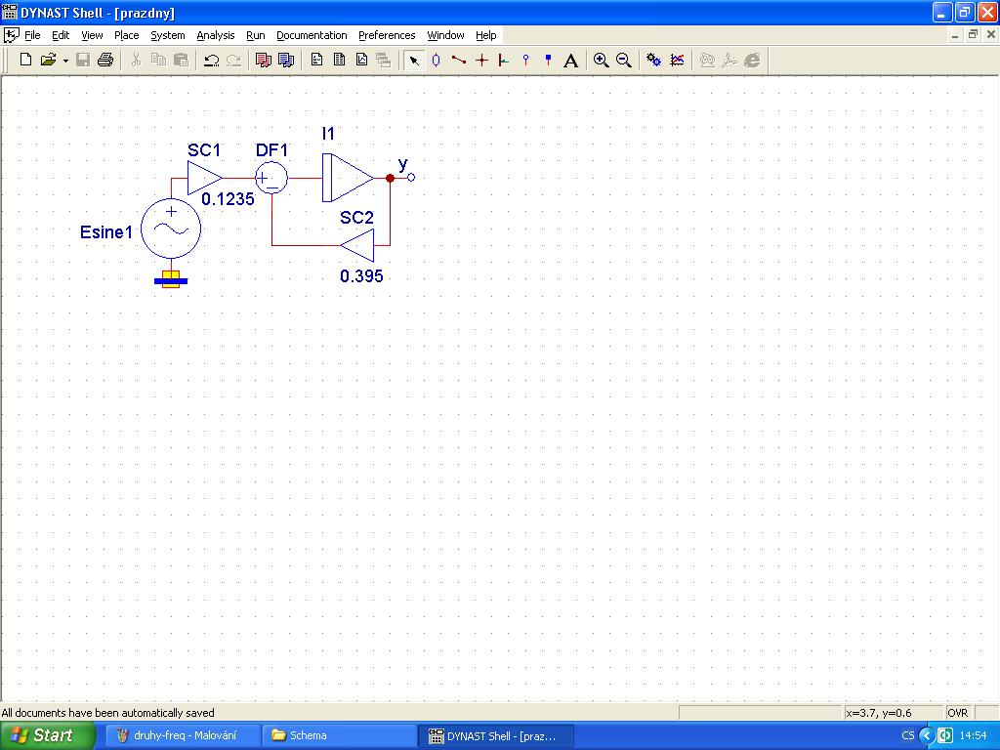 DYNAST Shell - [prazdny]
File Edit View Place System Analysis Run Documentation Preferences Window Help
I1
SC1 DF1
y
0.1235
SC2
Esine1
0.395
All documents have been automatically saved
x=3.7, y=0.6 OVR
Start druhy-freq - Malování Schema DYNAST Shell - [praz... CS 14:54